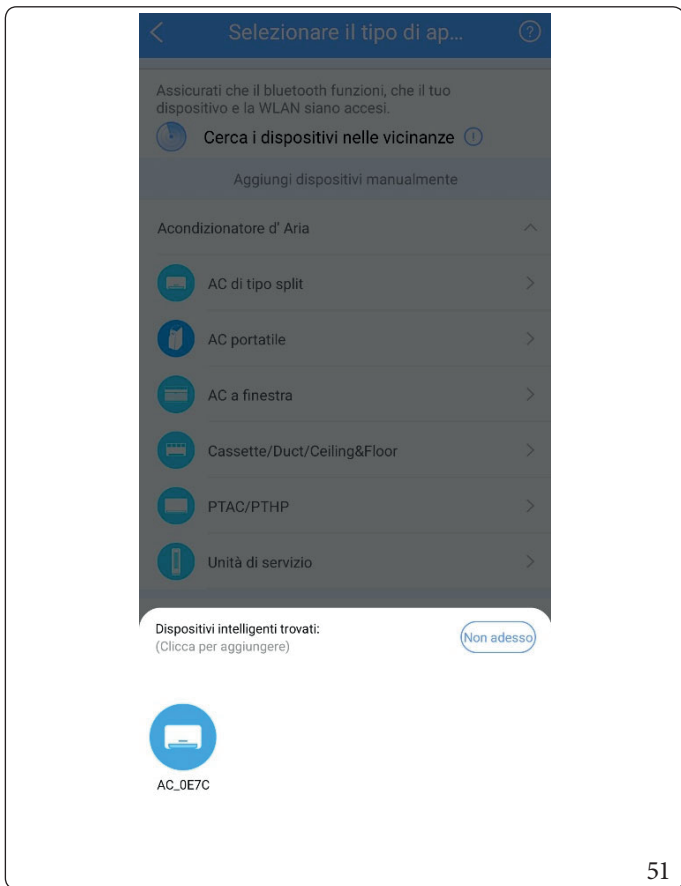 Selezionare il tipo di ap...
Assicurati che il bluetooth funzioni, che il tuo
dispositivo e la WLAN siano accesi.
Cerca i dispositivi nelle vicinanze
Aggiungi dispositivi manualmente
Acondizionatore d' Aria
AC di tipo split
AC portatile
AC a finestra
Cassette/Duct/Ceiling&Floor
PTAC/PTHP
Unità di servizio
Dispositivi intelligenti trovati:
(Clicca per aggiungere)
Non adesso
AC_0E7C
51